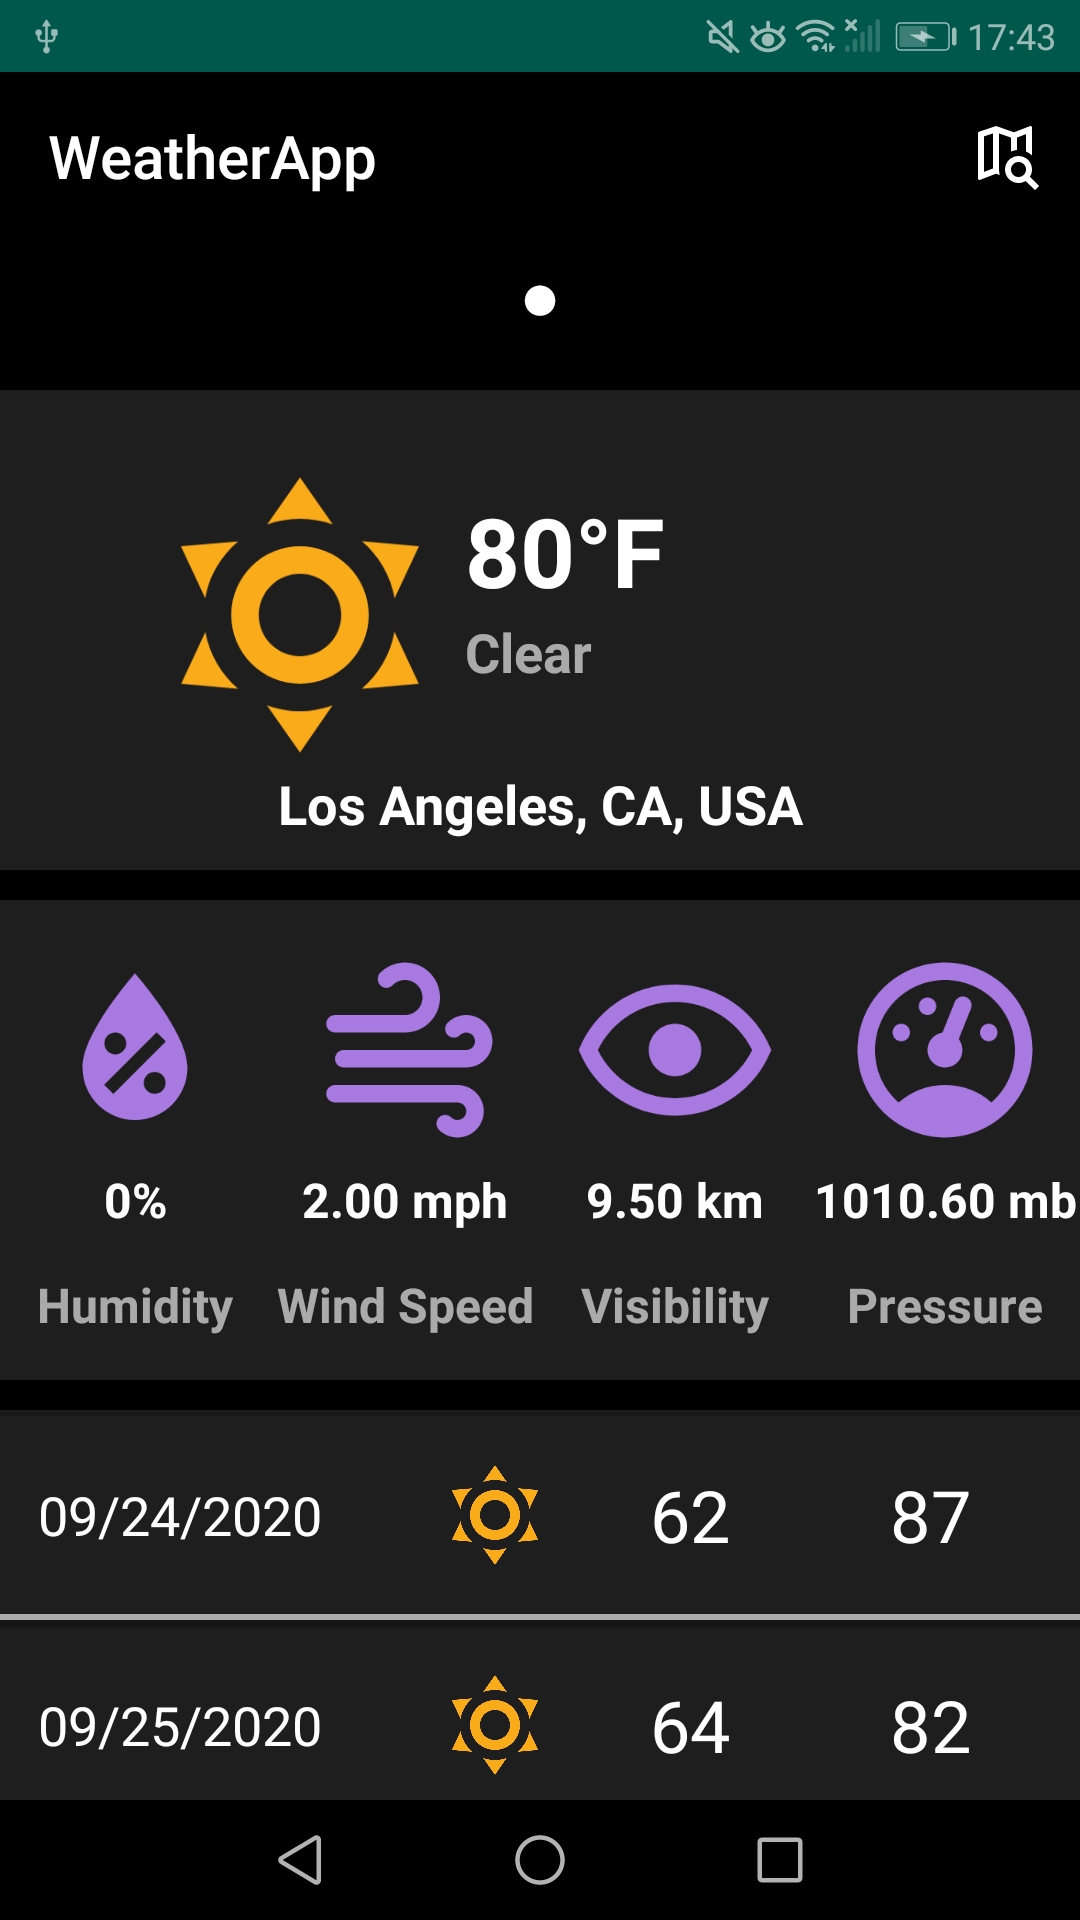 17:43
WeatherApp
80°F
Clear
Los Angeles, CA, USA
0% 2.00 mph 9.50 km 1010.60 mb
Humidity Wind Speed Visibility Pressure
09/24/2020 62 87
09/25/2020 64 82